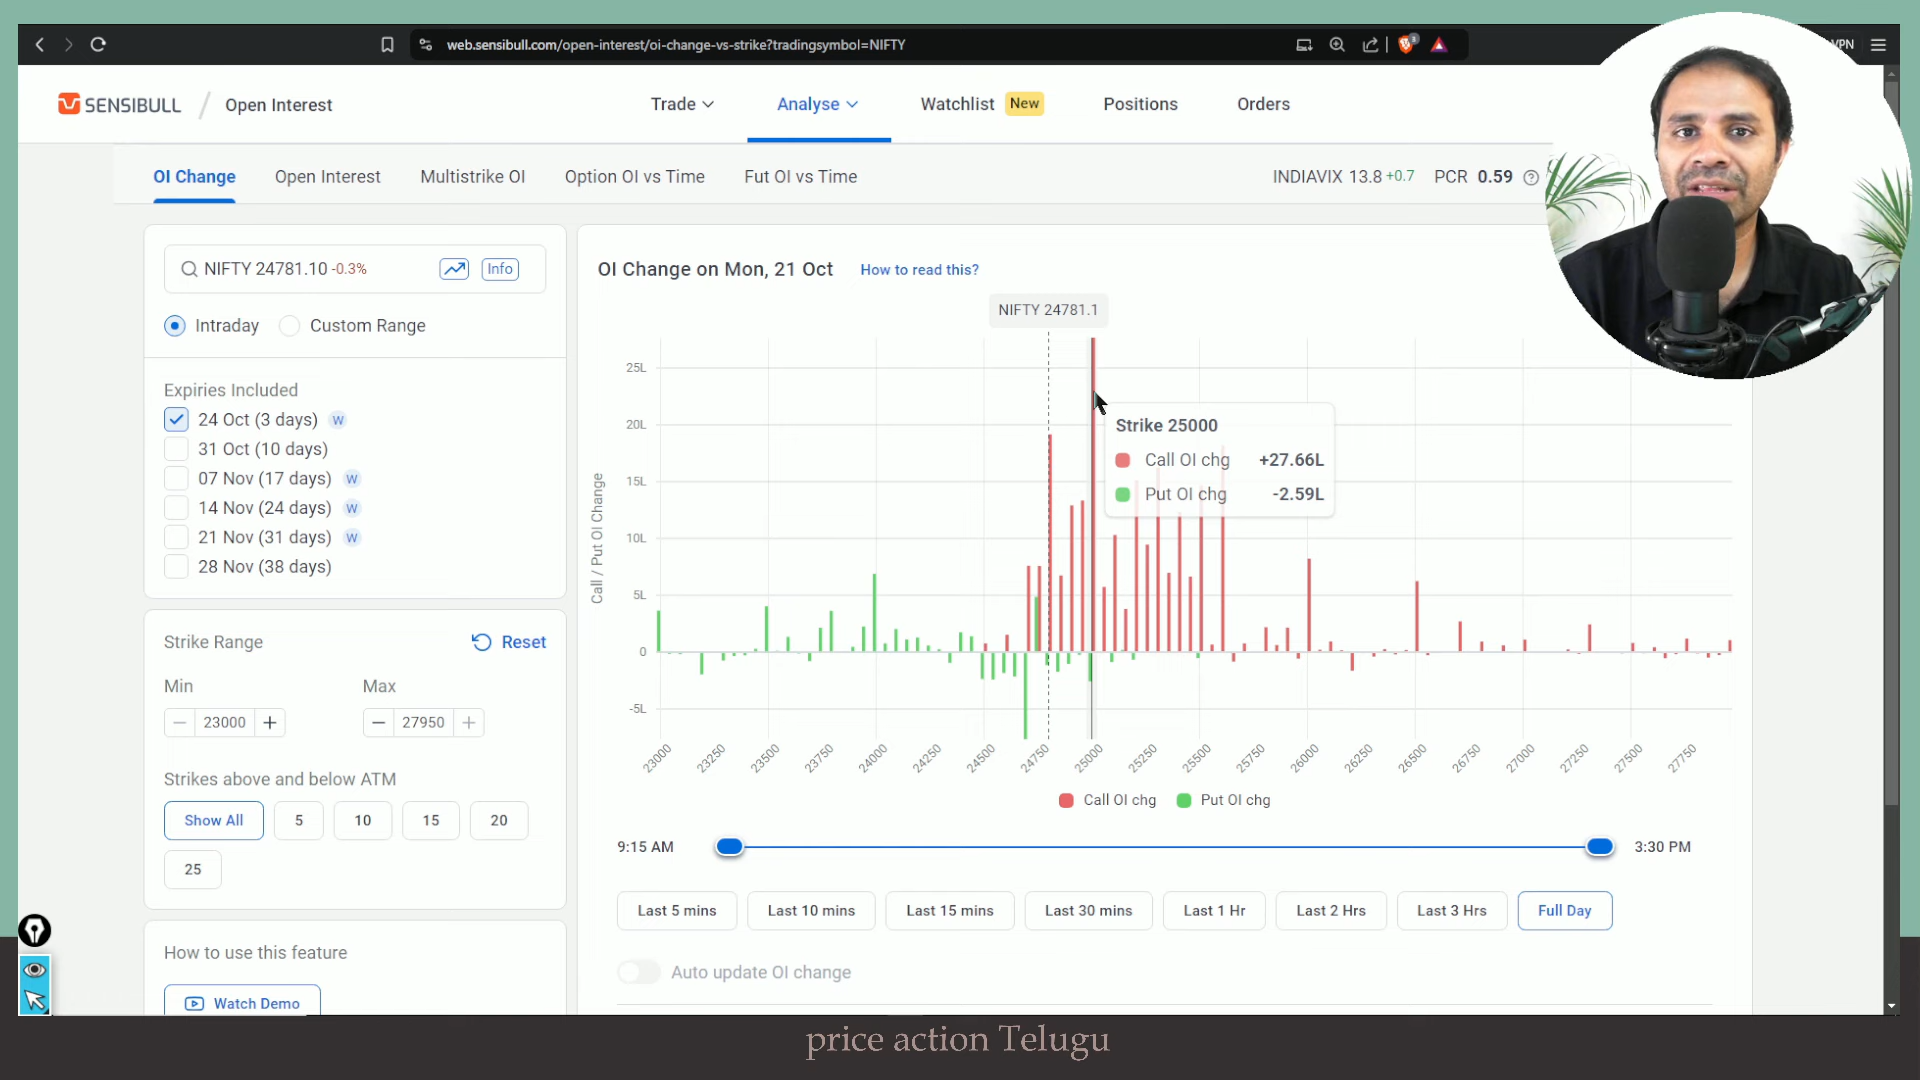 web.sensibull.com/open-interest/oi-change-vs-strike?tradingsymbol=NIFTY
3
VPN
SENSIBULL / Open Interest
Trade
Analyse
Watchlist New
Positions
Orders
OI Change
Open Interest
Multistrike OI
Option OI vs Time
Fut OI vs Time
INDIAVIX 13.8 +0.7 PCR 0.59
NIFTY 24781.10 -0.3%
Info
Intraday
Custom Range
Expiries Included
24 Oct (3 days) W
31 Oct (10 days)
07 Nov (17 days) W
14 Nov (24 days) W
21 Nov (31 days) W
28 Nov (38 days)
Strike Range
Reset
Min
Max
− 23000 +
− 27950 +
Strikes above and below ATM
Show All
5
10
15
20
25
How to use this feature
Watch Demo
OI Change on Mon, 21 Oct
How to read this?
NIFTY 24781.1
Call / Put OI Change
25L
20L
15L
10L
5L
0
-5L
Strike 25000
Call OI chg +27.66L
Put OI chg -2.59L
23000
23250
23500
23750
24000
24250
24500
24750
25000
25250
25500
25750
26000
26250
26500
26750
27000
27250
27500
27750
Call OI chg
Put OI chg
9:15 AM
3:30 PM
Last 5 mins
Last 10 mins
Last 15 mins
Last 30 mins
Last 1 Hr
Last 2 Hrs
Last 3 Hrs
Full Day
Auto update OI change
price action Telugu